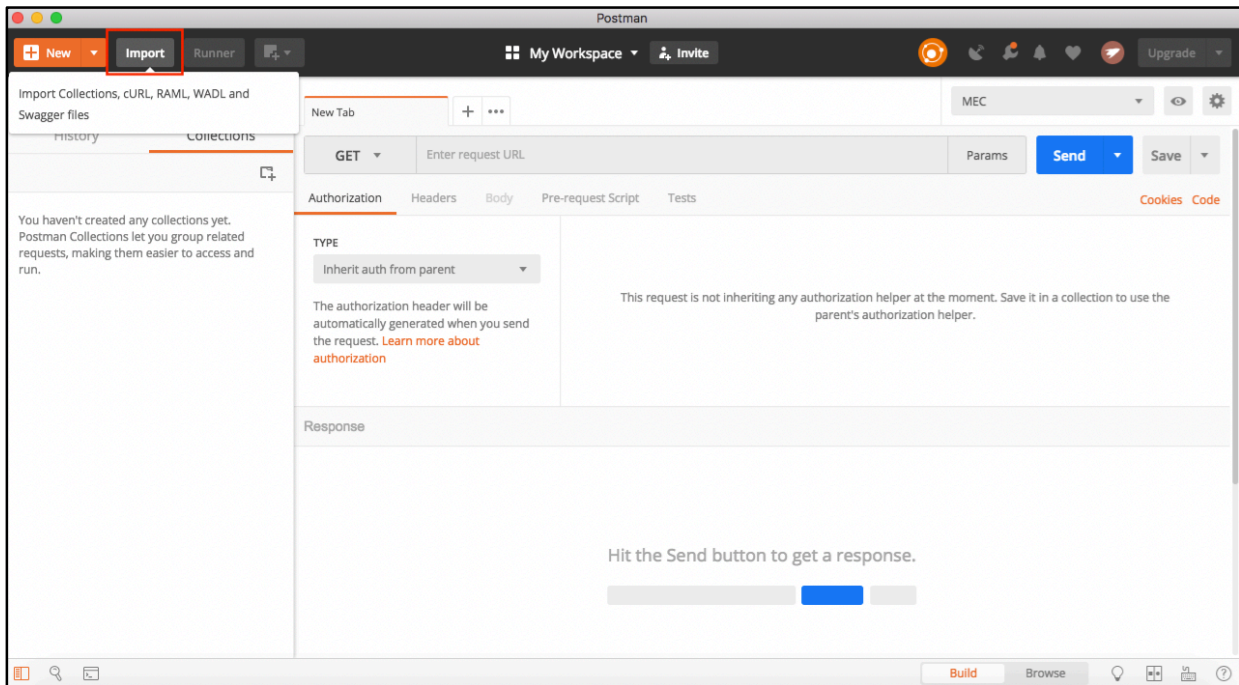 Postman
New
Import
Runner
My Workspace
Invite
Upgrade
Import Collections, cURL, RAML, WADL and
Swagger files
History
Collections
You haven't created any collections yet.
Postman Collections let you group related
requests, making them easier to access and
run.
New Tab
MEC
GET
Enter request URL
Params
Send
Save
Authorization
Headers
Body
Pre-request Script
Tests
Cookies
Code
TYPE
Inherit auth from parent
The authorization header will be
automatically generated when you send
the request. Learn more about
authorization
This request is not inheriting any authorization helper at the moment. Save it in a collection to use the
parent's authorization helper.
Response
Hit the Send button to get a response.
Build
Browse